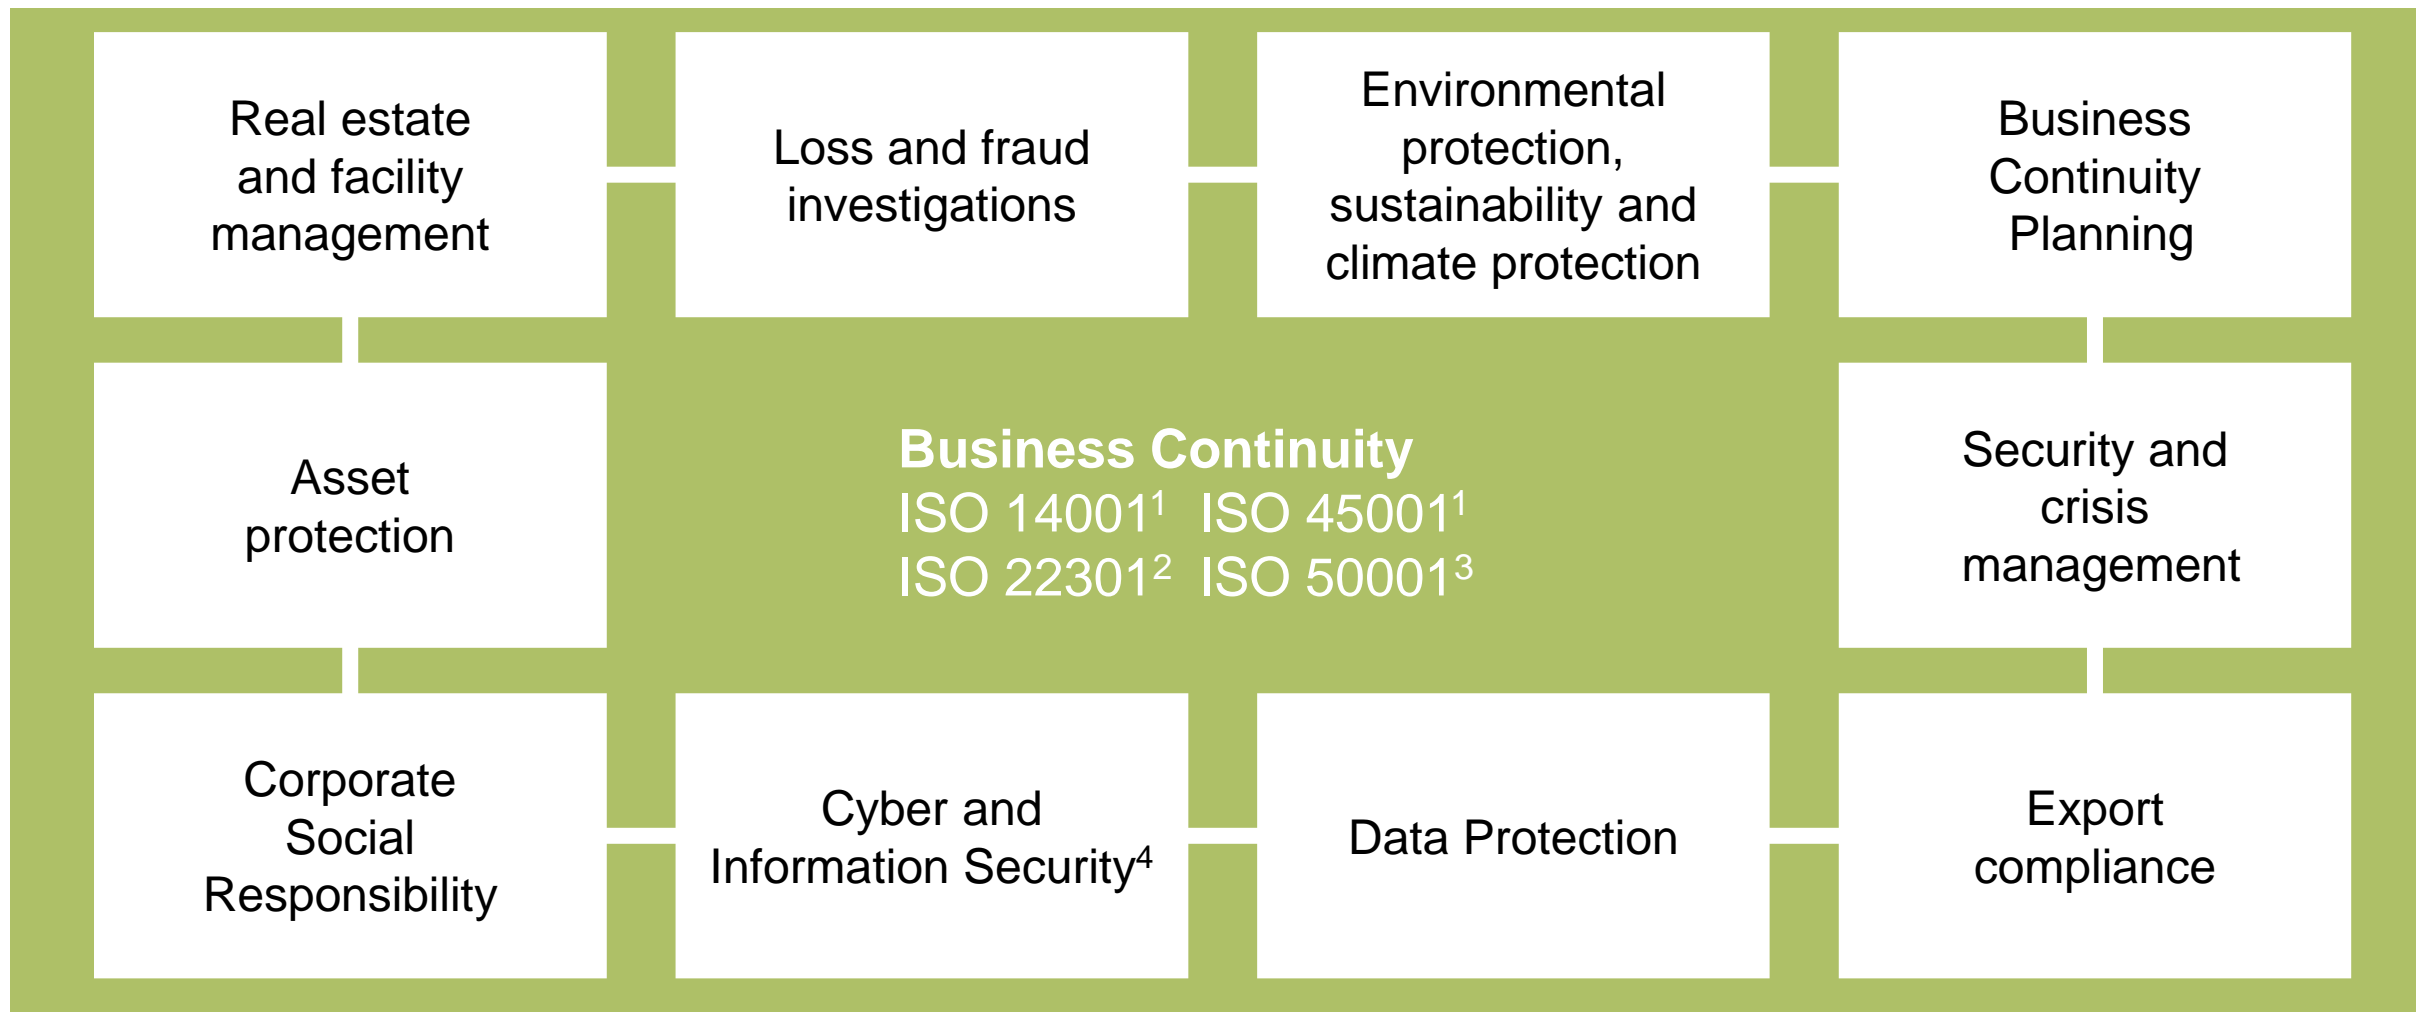 Real estate
and facility
management
Loss and fraud
investigations
Environmental
protection,
sustainability and
climate protection
Business
Continuity
Planning
Asset
protection
Business Continuity
ISO 14001¹ ISO 45001¹
ISO 22301² ISO 50001³
Security and
crisis
management
Corporate
Social
Responsibility
Cyber and
Information Security⁴
Data Protection
Export
compliance